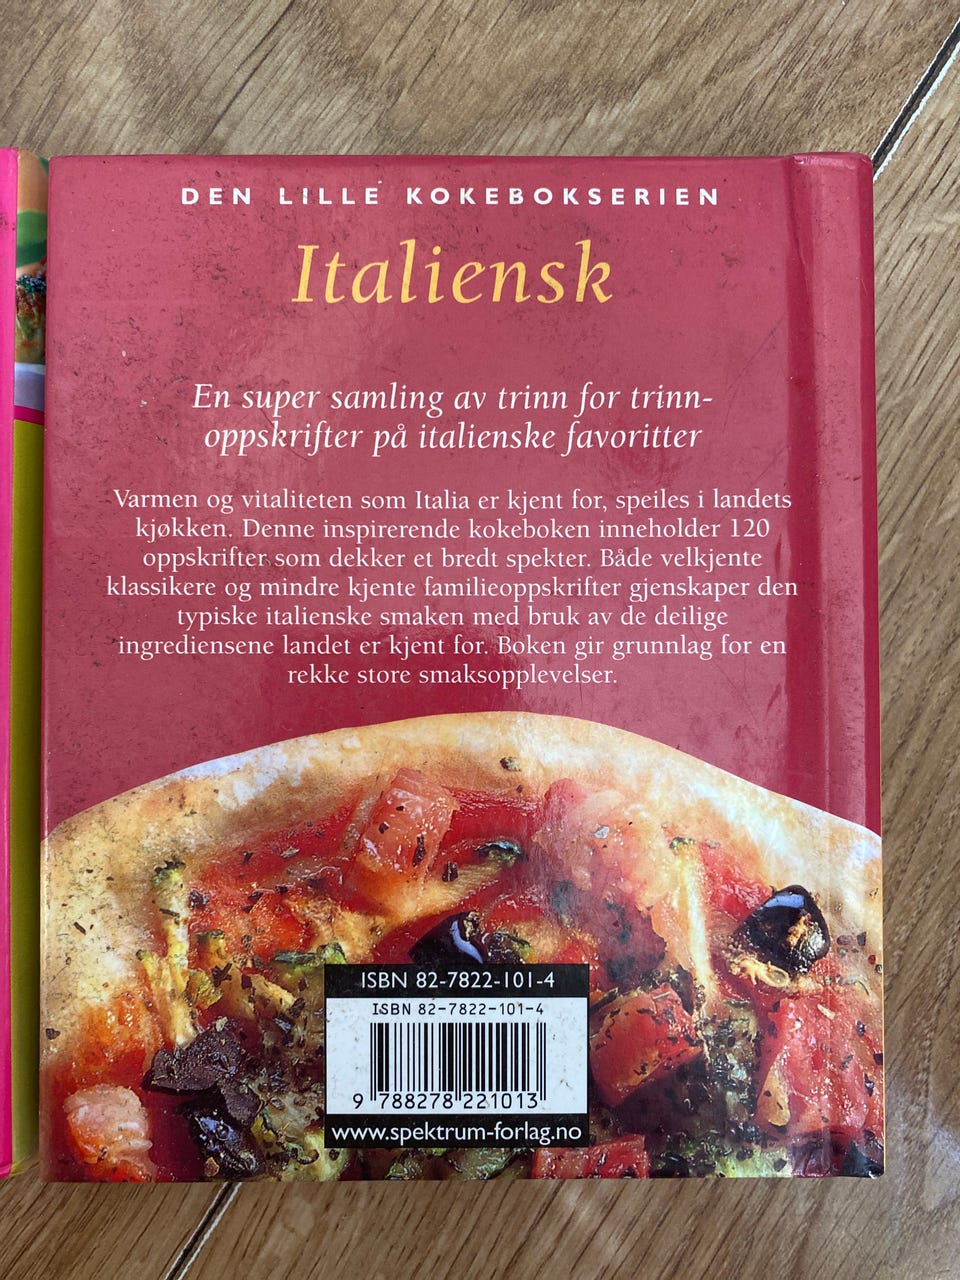 DEN LILLE KOKEBOKSERIEN
Italiensk
En super samling av trinn for trinn-
oppskrifter på italienske favoritter
Varmen og vitaliteten som Italia er kjent for, speiles i landets
kjøkken. Denne inspirerende kokeboken inneholder 120
oppskrifter som dekker et bredt spekter. Både velkjente
klassikere og mindre kjente familieoppskrifter gjenskaper den
typiske italienske smaken med bruk av de deilige
ingrediensene landet er kjent for. Boken gir grunnlag for en
rekke store smaksopplevelser.
ISBN 82-7822-101-4
ISBN 82-7822-101-4
9 788278 221013
www.spektrum-forlag.no